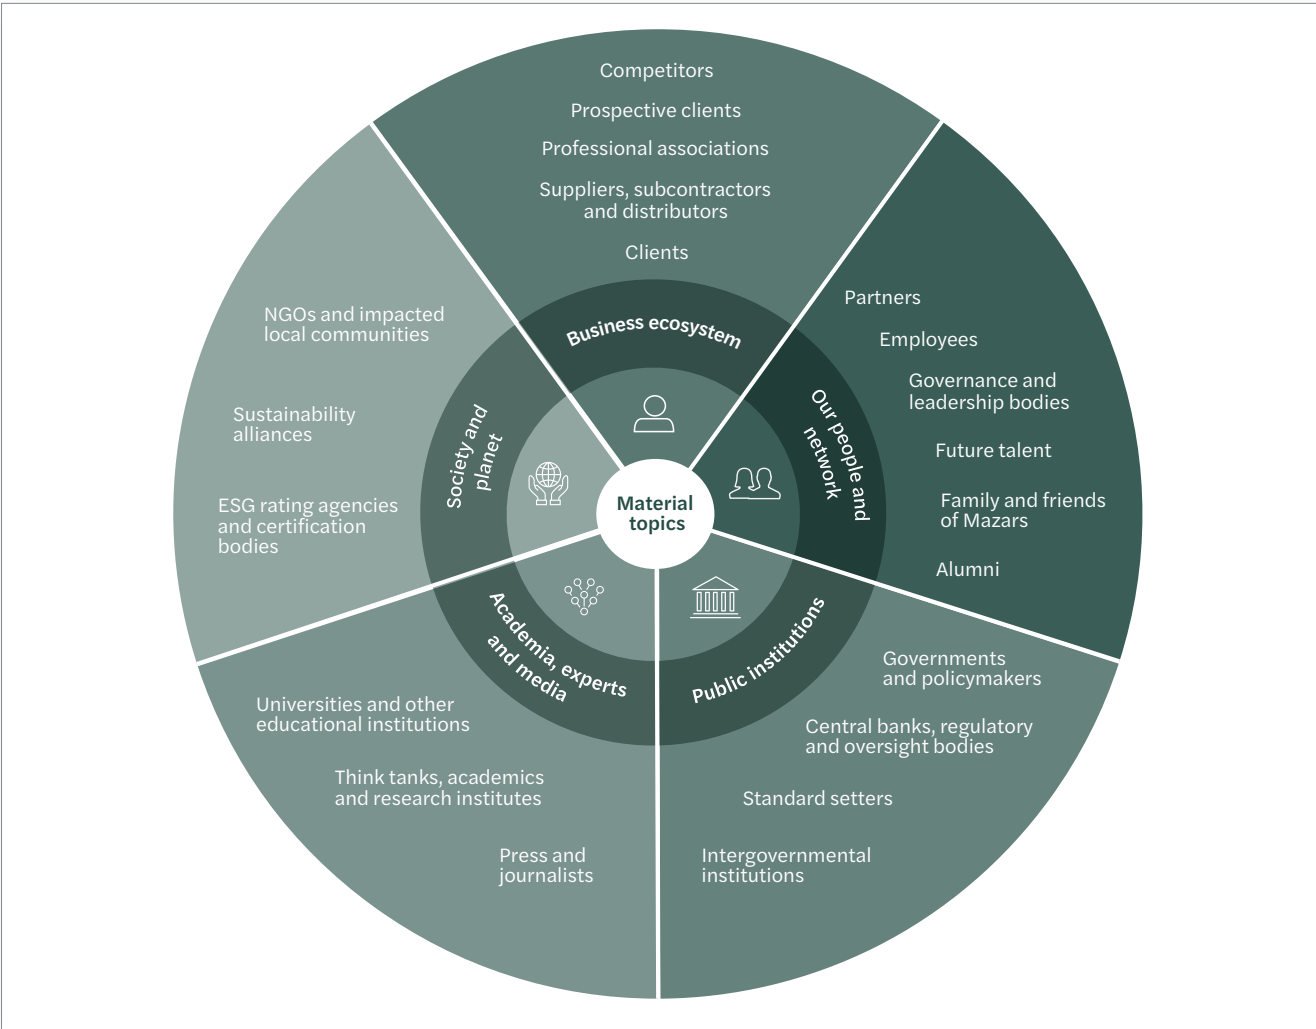 Competitors
Prospective clients
Professional associations
Suppliers, subcontractors
and distributors
Clients
Business ecosystem
Partners
Employees
Governance and
leadership bodies
Future talent
Family and friends
of Mazars
Alumni
Our people and
network
Governments
and policymakers
Central banks, regulatory
and oversight bodies
Standard setters
Intergovernmental
institutions
Public institutions
Universities and other
educational institutions
Think tanks, academics
and research institutes
Press and
journalists
Academia, experts
and media
NGOs and impacted
local communities
Sustainability
alliances
ESG rating agencies
and certification
bodies
Society and
planet
Material
topics